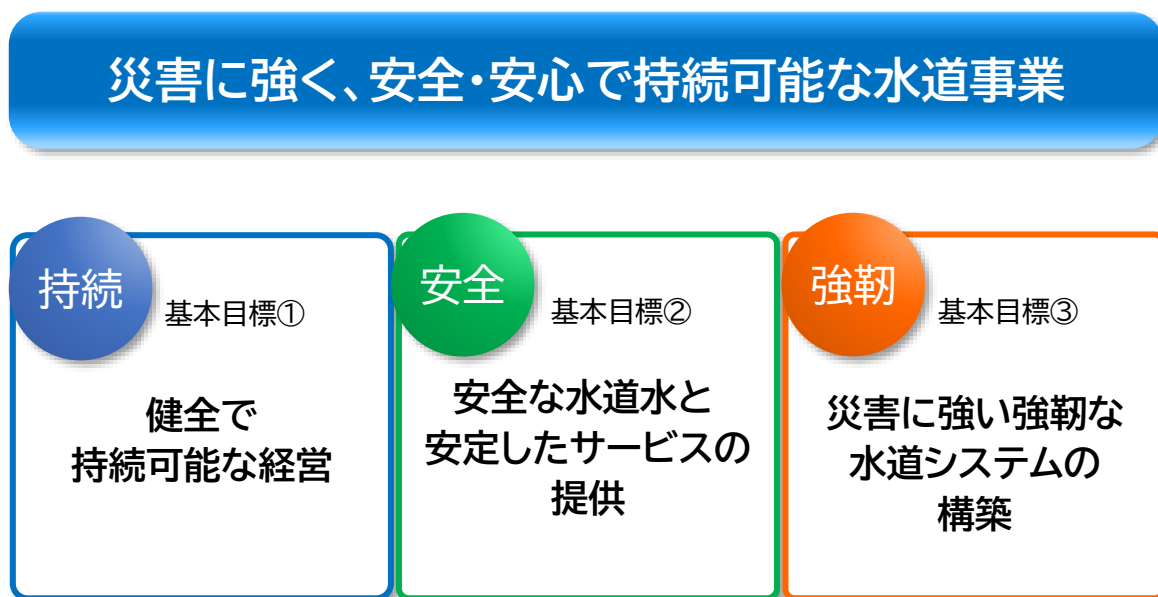 災害に強く、安全・安心で持続可能な水道事業
持続
基本目標①
健全で
持続可能な経営
安全
基本目標②
安全な水道水と
安定したサービスの
提供
強靭
基本目標③
災害に強い強靭な
水道システムの
構築